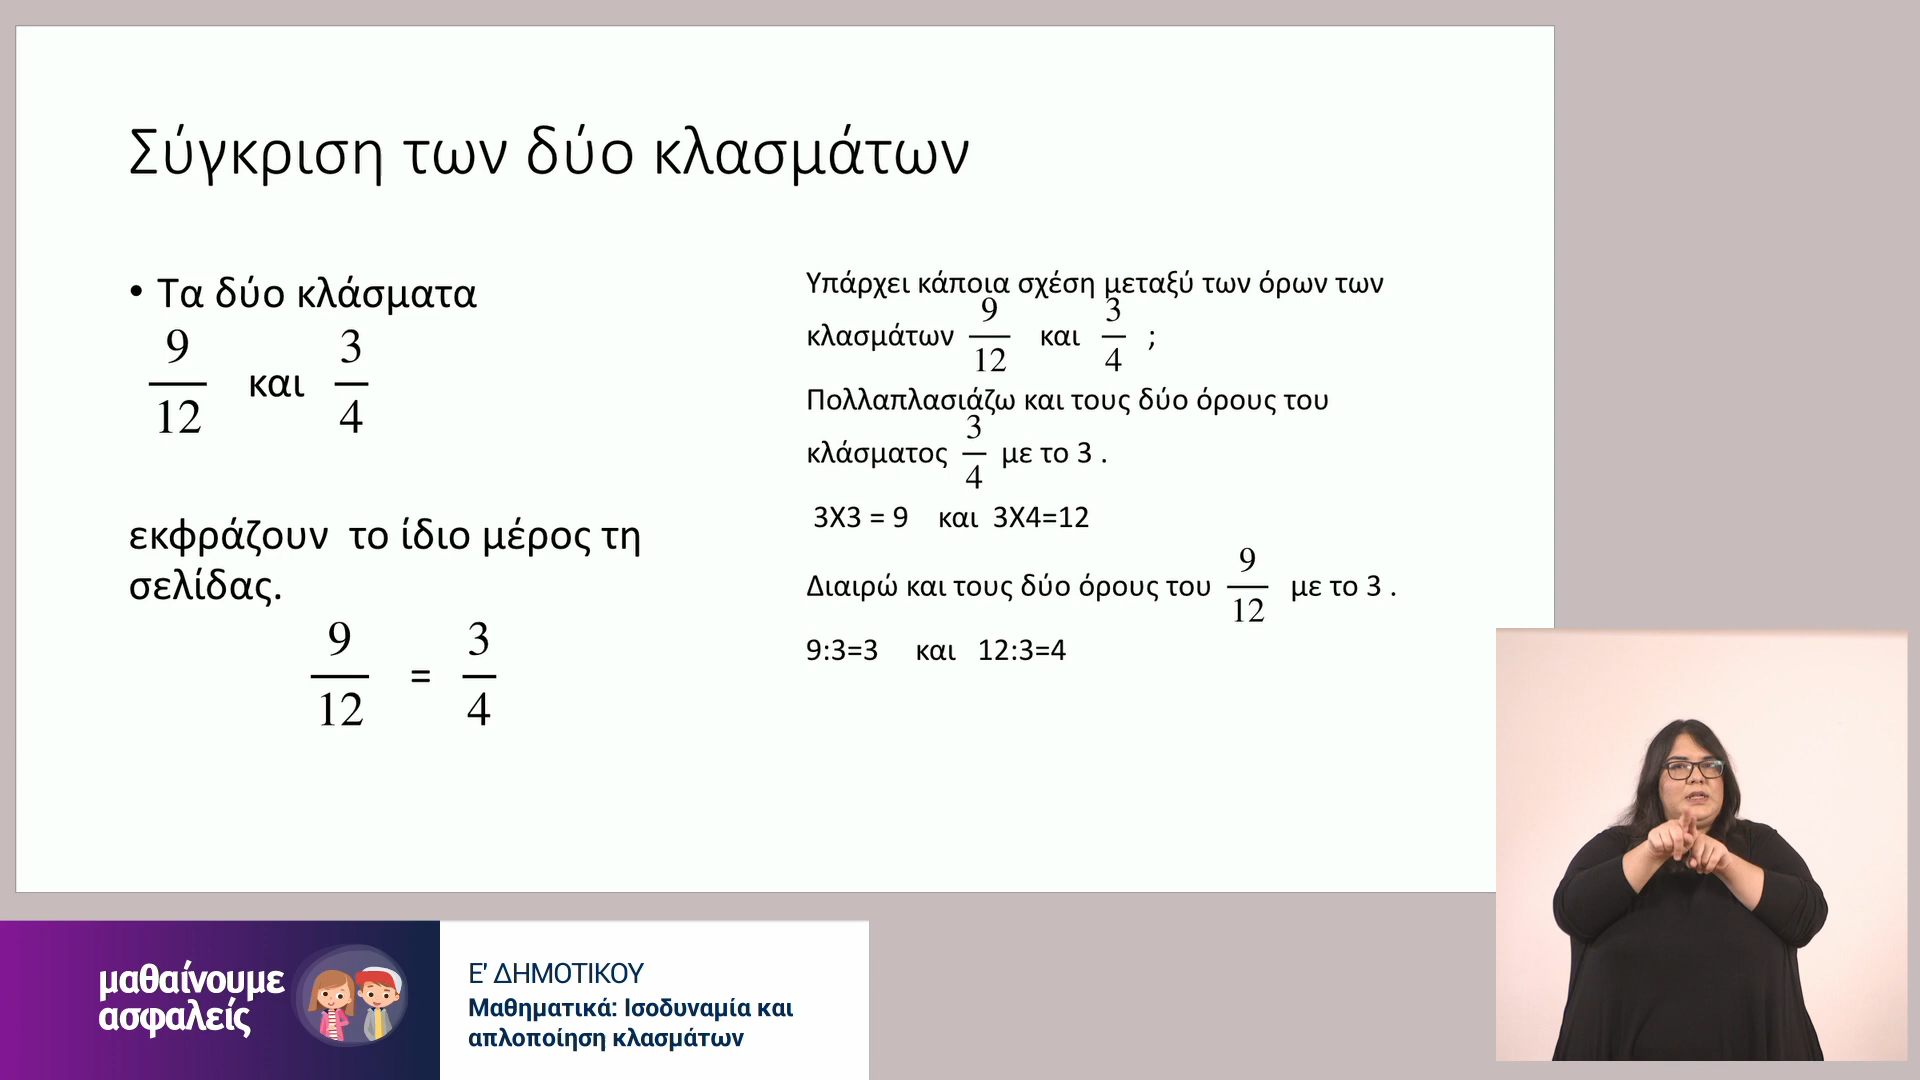 Σύγκριση των δύο κλασμάτων
• Τα δύο κλάσματα
9/12 και 3/4
εκφράζουν το ίδιο μέρος τη
σελίδας.
9/12 = 3/4
Υπάρχει κάποια σχέση μεταξύ των όρων των
κλασμάτων 9/12 και 3/4 ;
Πολλαπλασιάζω και τους δύο όρους του
κλάσματος 3/4 με το 3 .
3Χ3 = 9 και 3Χ4=12
Διαιρώ και τους δύο όρους του 9/12 με το 3 .
9:3=3 και 12:3=4
μαθαίνουμε
ασφαλείς
Ε' ΔΗΜΟΤΙΚΟΥ
Μαθηματικά: Ισοδυναμία και
απλοποίηση κλασμάτων